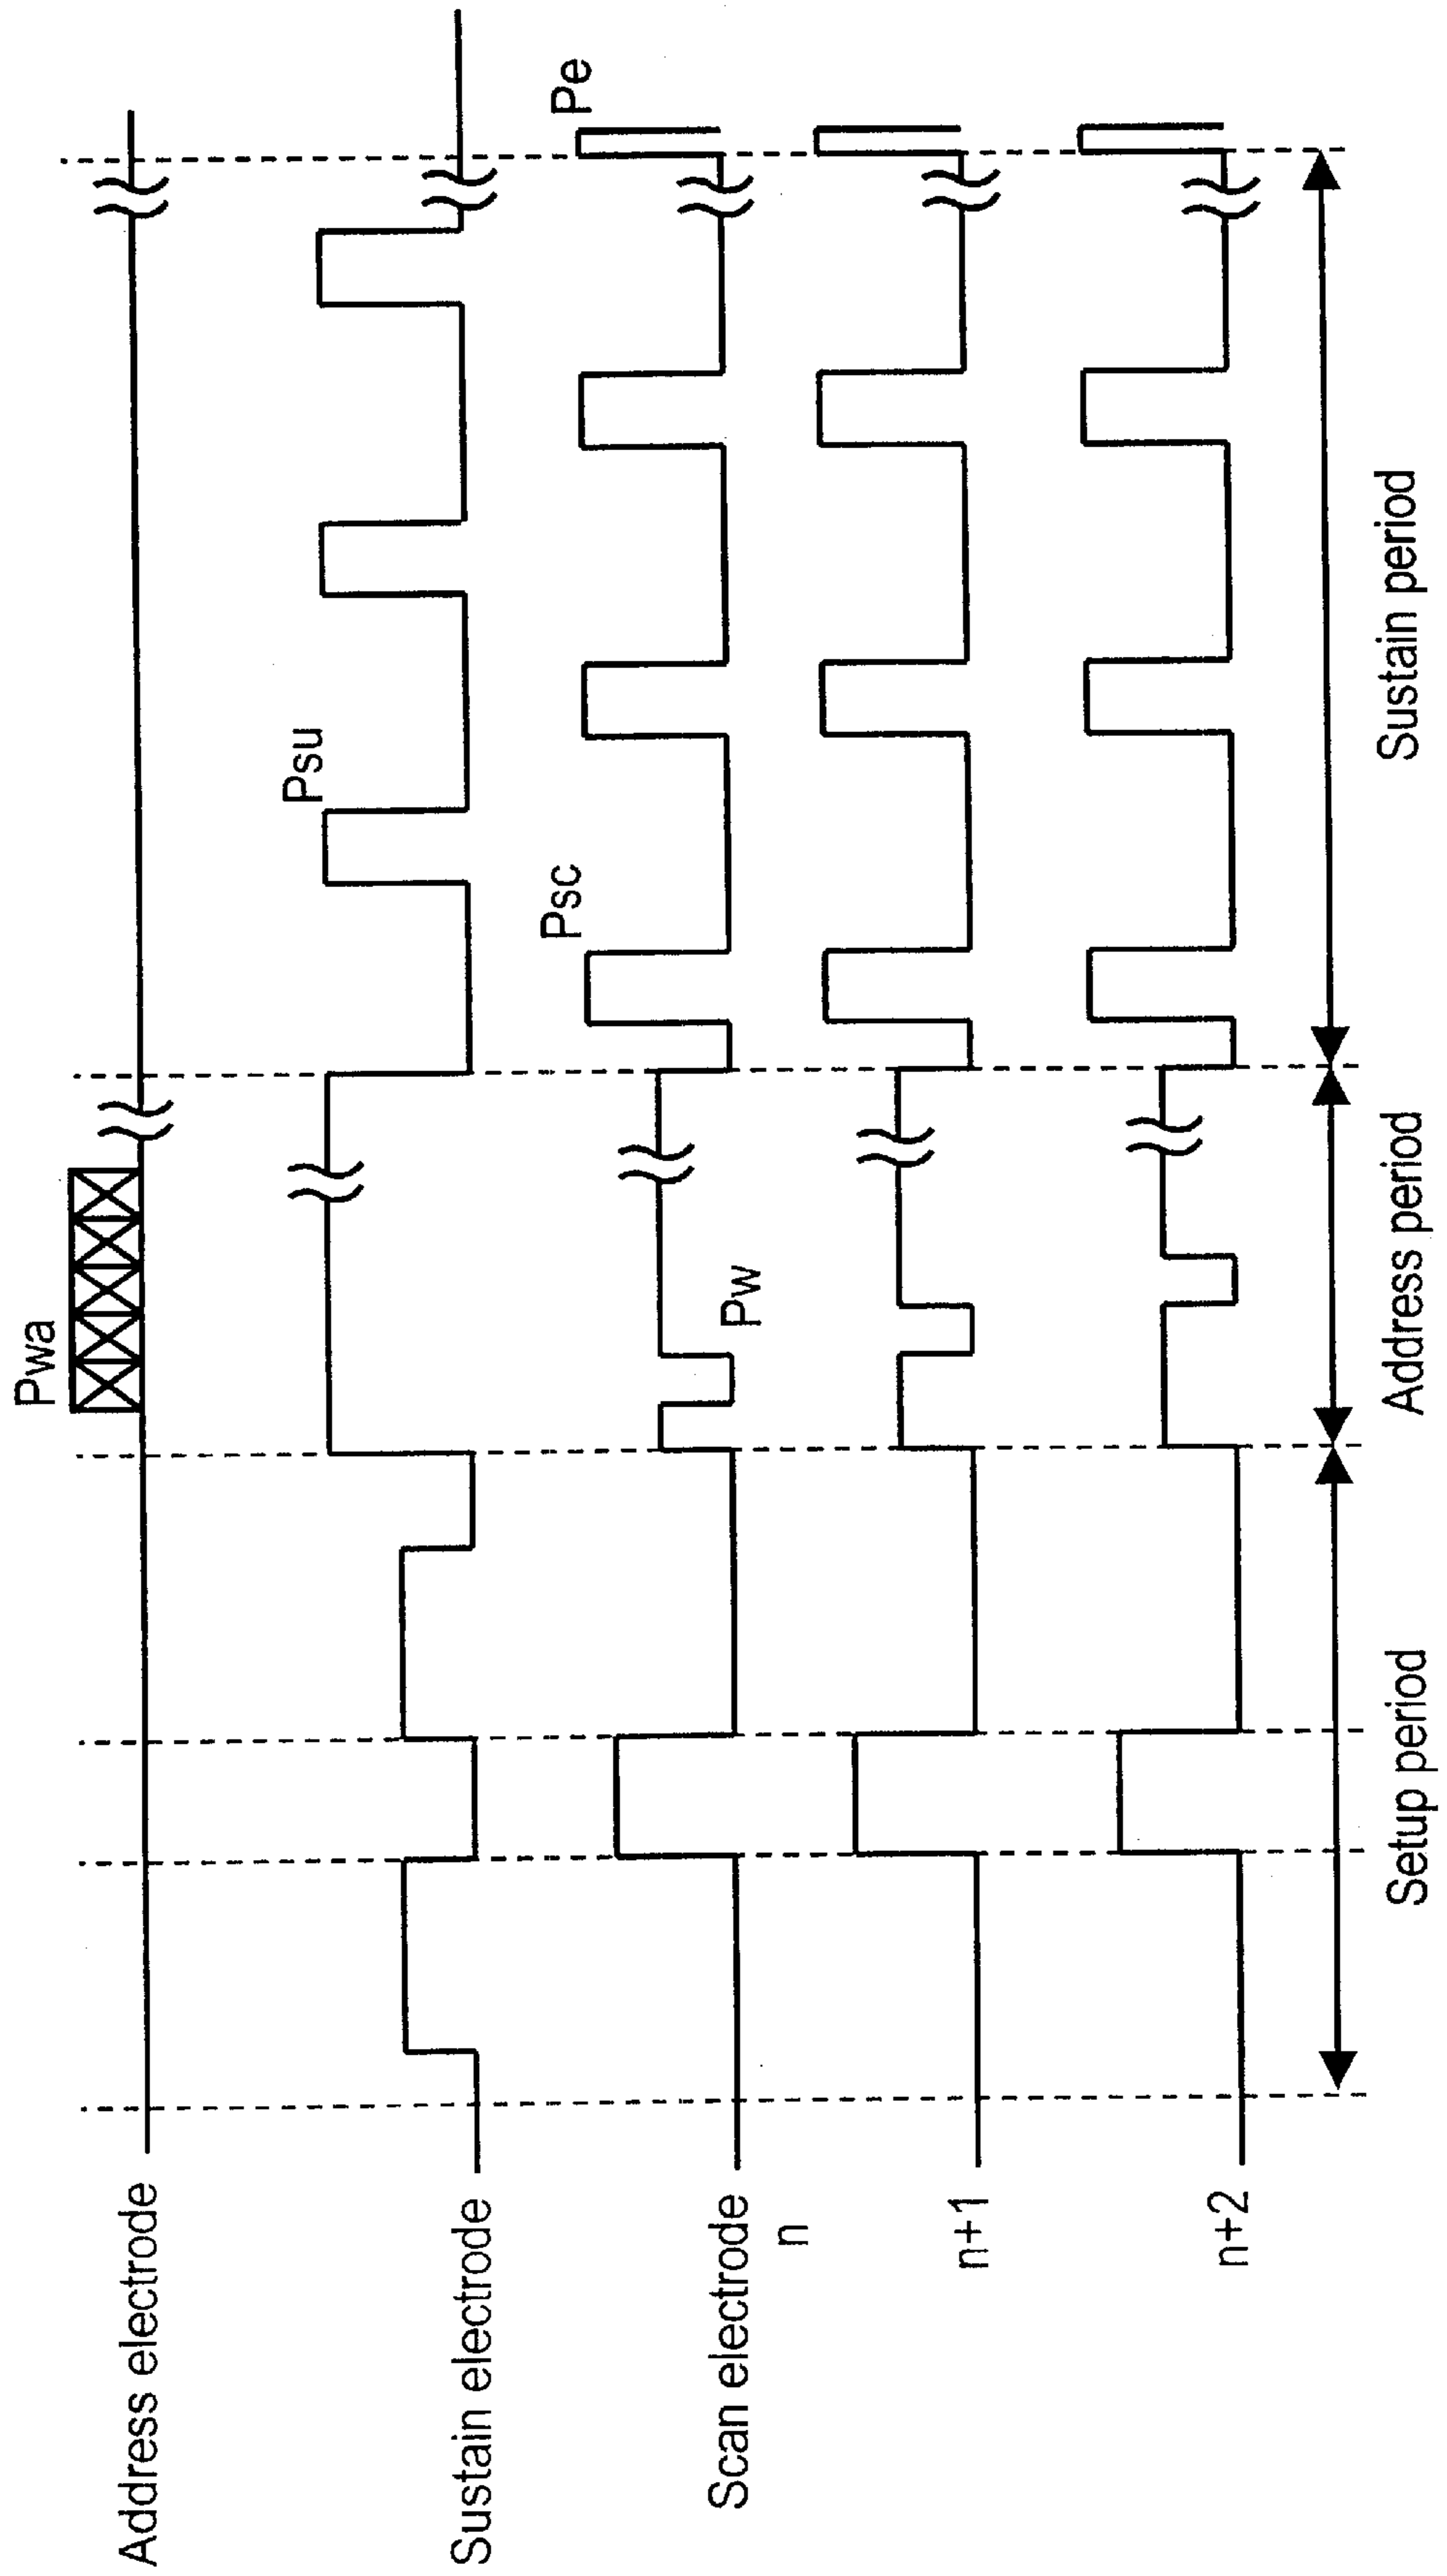 Pwa
Address electrode
Psu
Sustain electrode
Psc
Pe
Scan electrode
n
Pw
n+1
n+2
Setup period
Address period
Sustain period